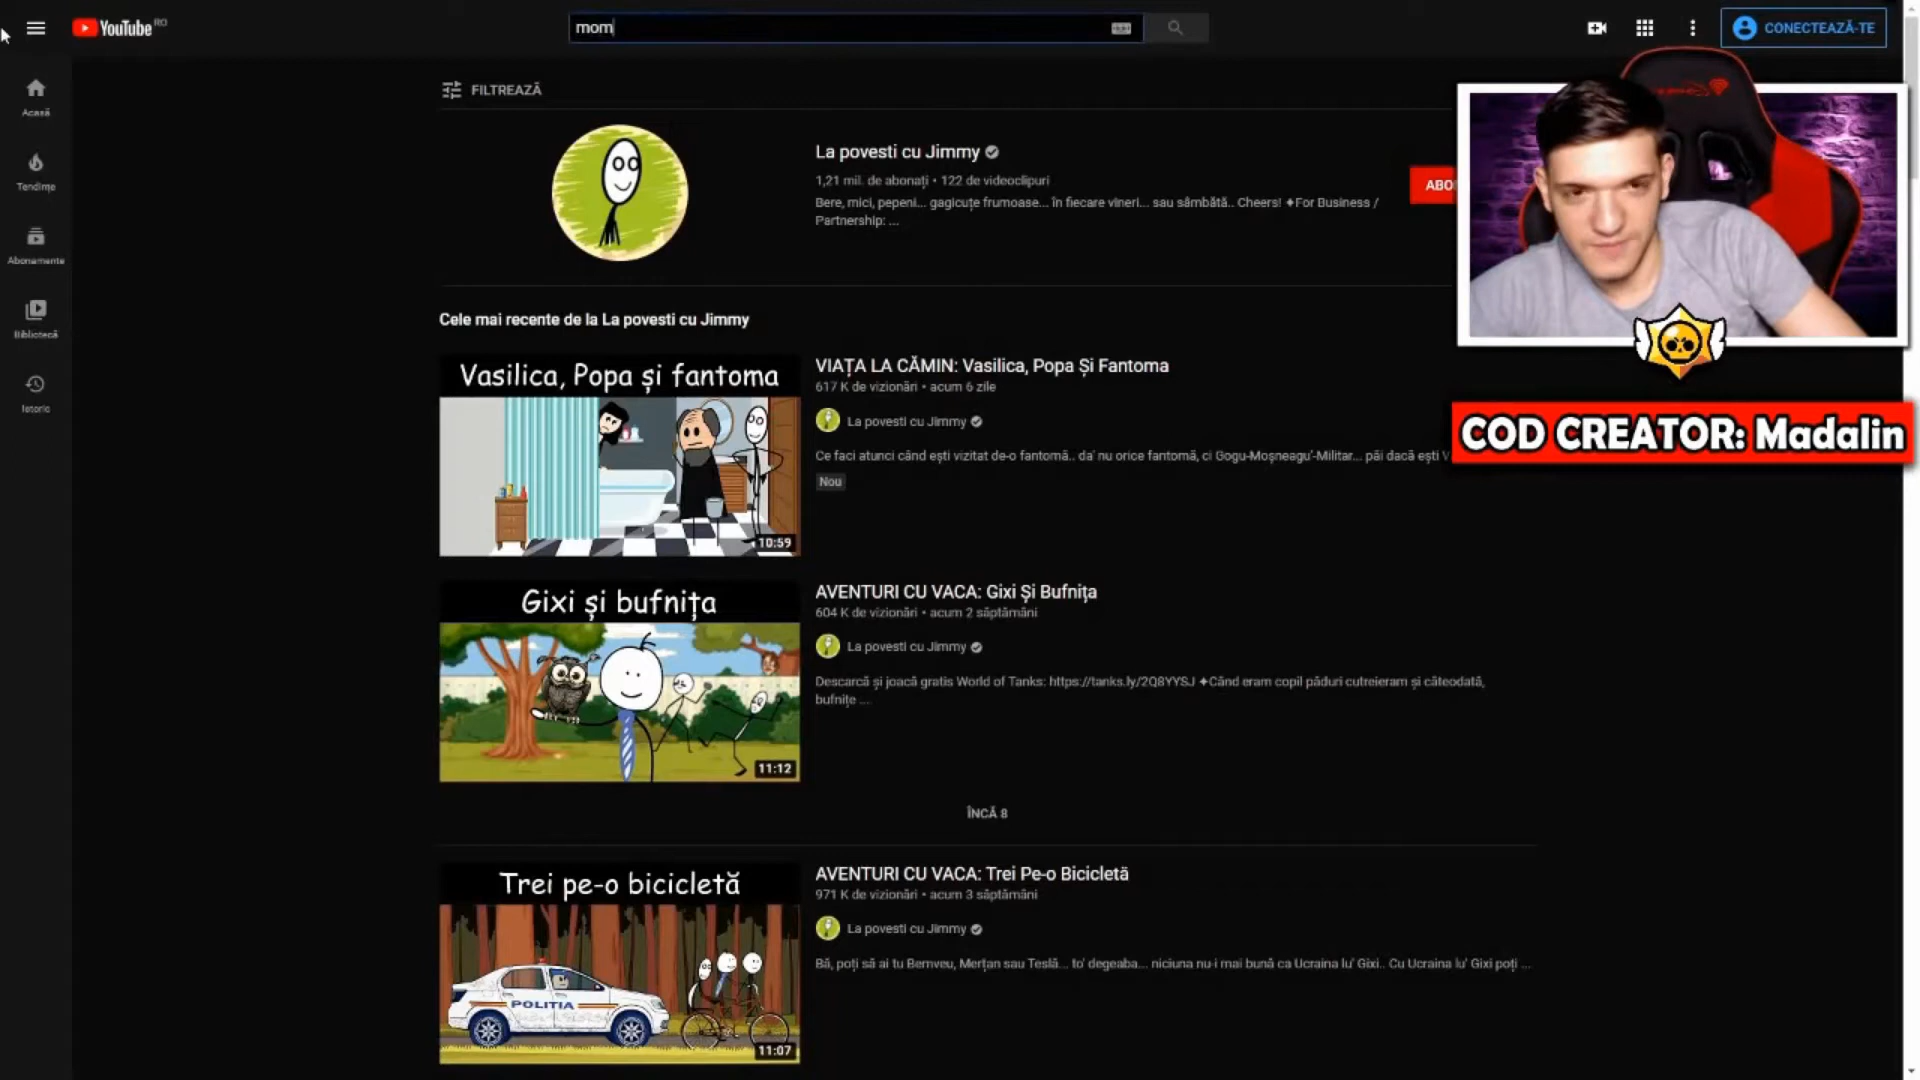 YouTube RO
mom
CONECTEAZĂ-TE
Acasă
Tendințe
Abonamente
Bibliotecă
Istoric
FILTREAZĂ
La povesti cu Jimmy
1,21 mil. de abonați • 122 de videoclipuri
Bere, mici, pepeni... gagicuțe frumoase... în fiecare vineri... sau sâmbătă.. Cheers! ✦For Business /
Partnership: ...
ABO
Cele mai recente de la La povesti cu Jimmy
Vasilica, Popa și fantoma
10:59
VIAȚA LA CĂMIN: Vasilica, Popa Și Fantoma
617 K de vizionări • acum 6 zile
La povesti cu Jimmy
Ce faci atunci când ești vizitat de-o fantomă.. da' nu orice fantomă, ci Gogu-Moșneagu'-Militar... păi dacă ești V
Nou
COD CREATOR: Madalin
Gixi și bufnița
11:12
AVENTURI CU VACA: Gixi Și Bufnița
604 K de vizionări • acum 2 săptămâni
La povesti cu Jimmy
Descarcă și joacă gratis World of Tanks: https://tanks.ly/2Q8YYSJ ✦Când eram copil păduri cutreieram și câteodată,
bufnițe ...
ÎNCĂ 8
Trei pe-o bicicletă
POLITIA
11:07
AVENTURI CU VACA: Trei Pe-o Bicicletă
971 K de vizionări • acum 3 săptămâni
La povesti cu Jimmy
Bă, poți să ai tu Bemveu, Merțan sau Teslă... to' degeaba... niciuna nu-i mai bună ca Ucraina lu' Gixi.. Cu Ucraina lu' Gixi poți ...